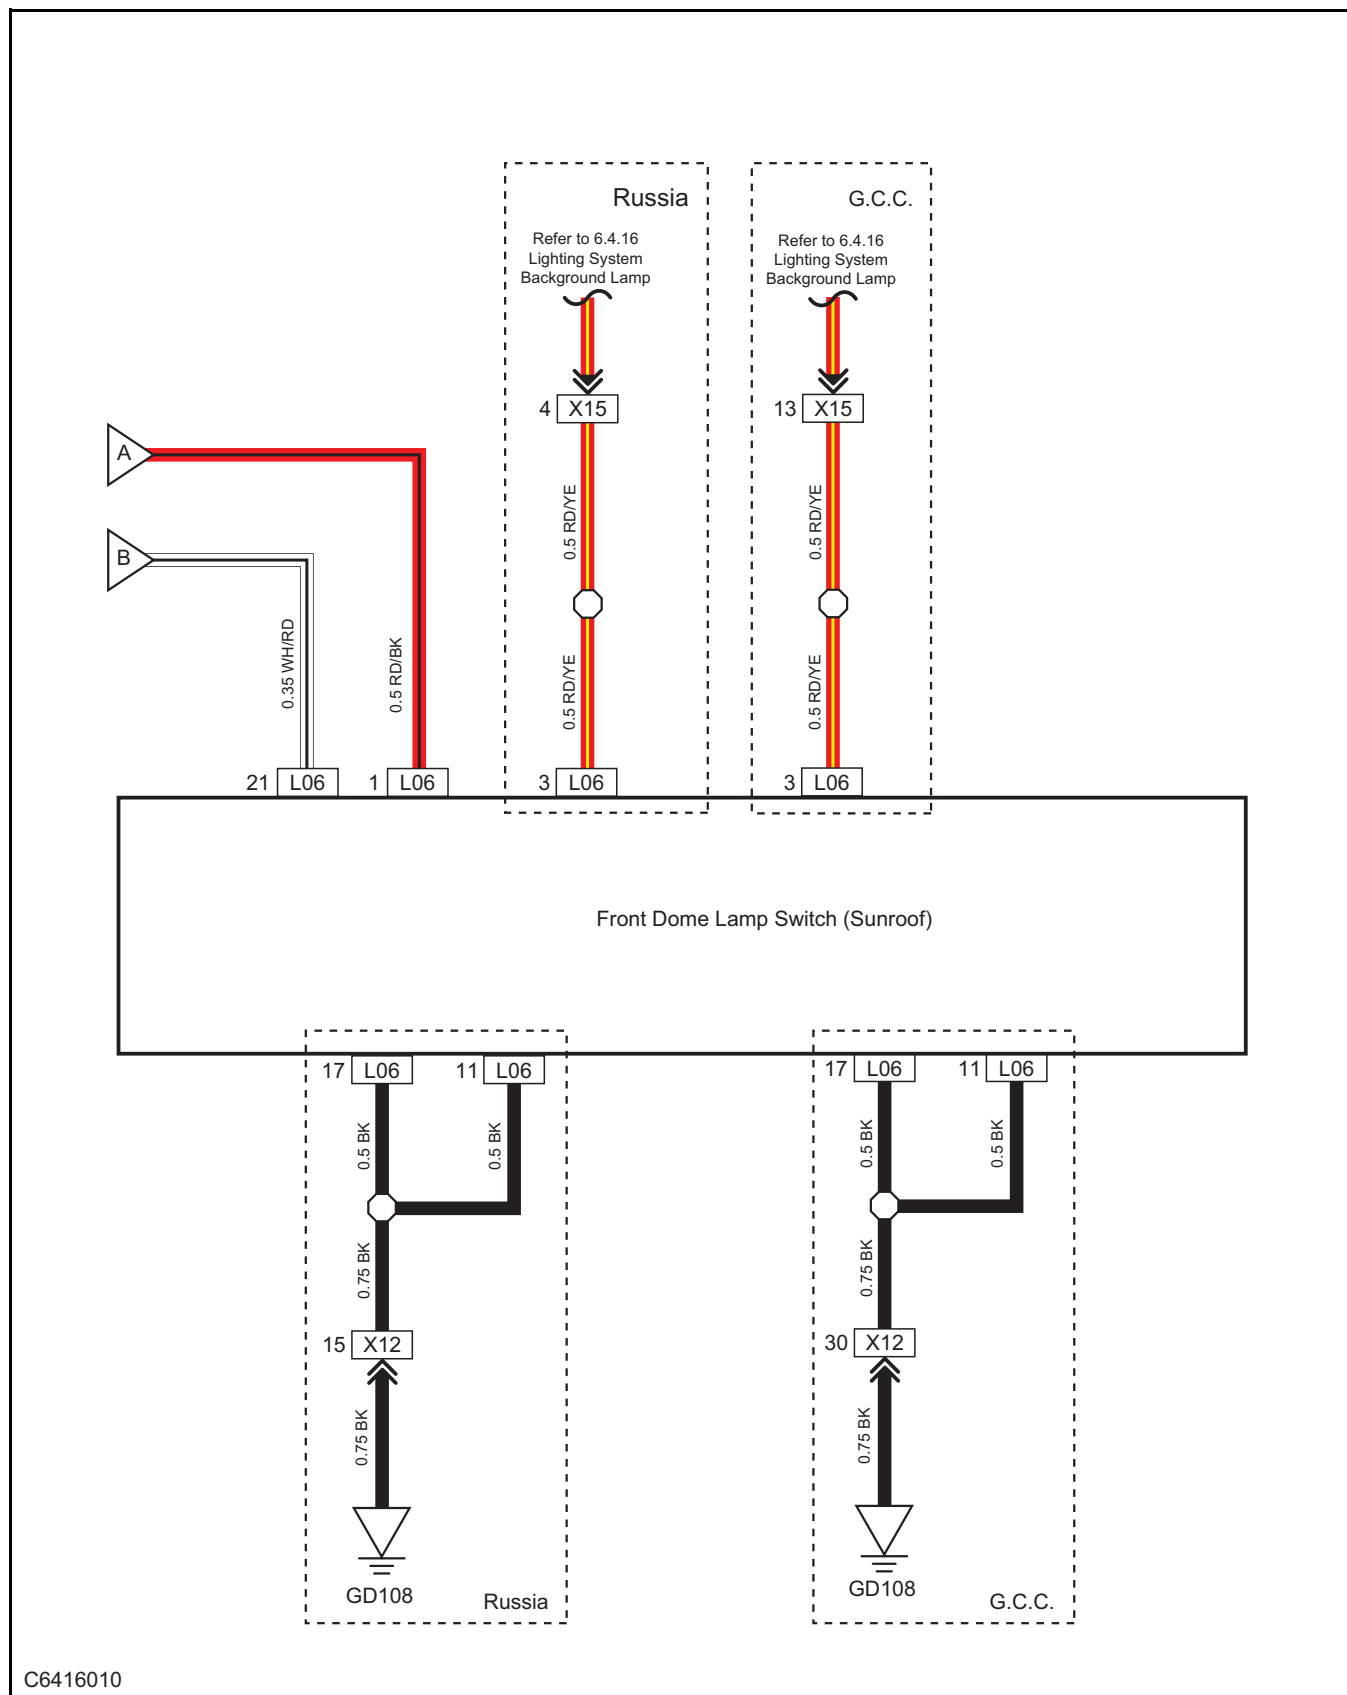 Russia
G.C.C.
Refer to 6.4.16
Lighting System
Background Lamp
Refer to 6.4.16
Lighting System
Background Lamp
4 X15
13 X15
A
B
0.5 RD/YE
0.5 RD/YE
0.35 WH/RD
0.5 RD/BK
0.5 RD/YE
0.5 RD/YE
21 L06
1 L06
3 L06
3 L06
Front Dome Lamp Switch (Sunroof)
17 L06
11 L06
17 L06
11 L06
0.5 BK
0.5 BK
0.5 BK
0.5 BK
0.75 BK
0.75 BK
15 X12
30 X12
0.75 BK
0.75 BK
GD108
GD108
Russia
G.C.C.
C6416010